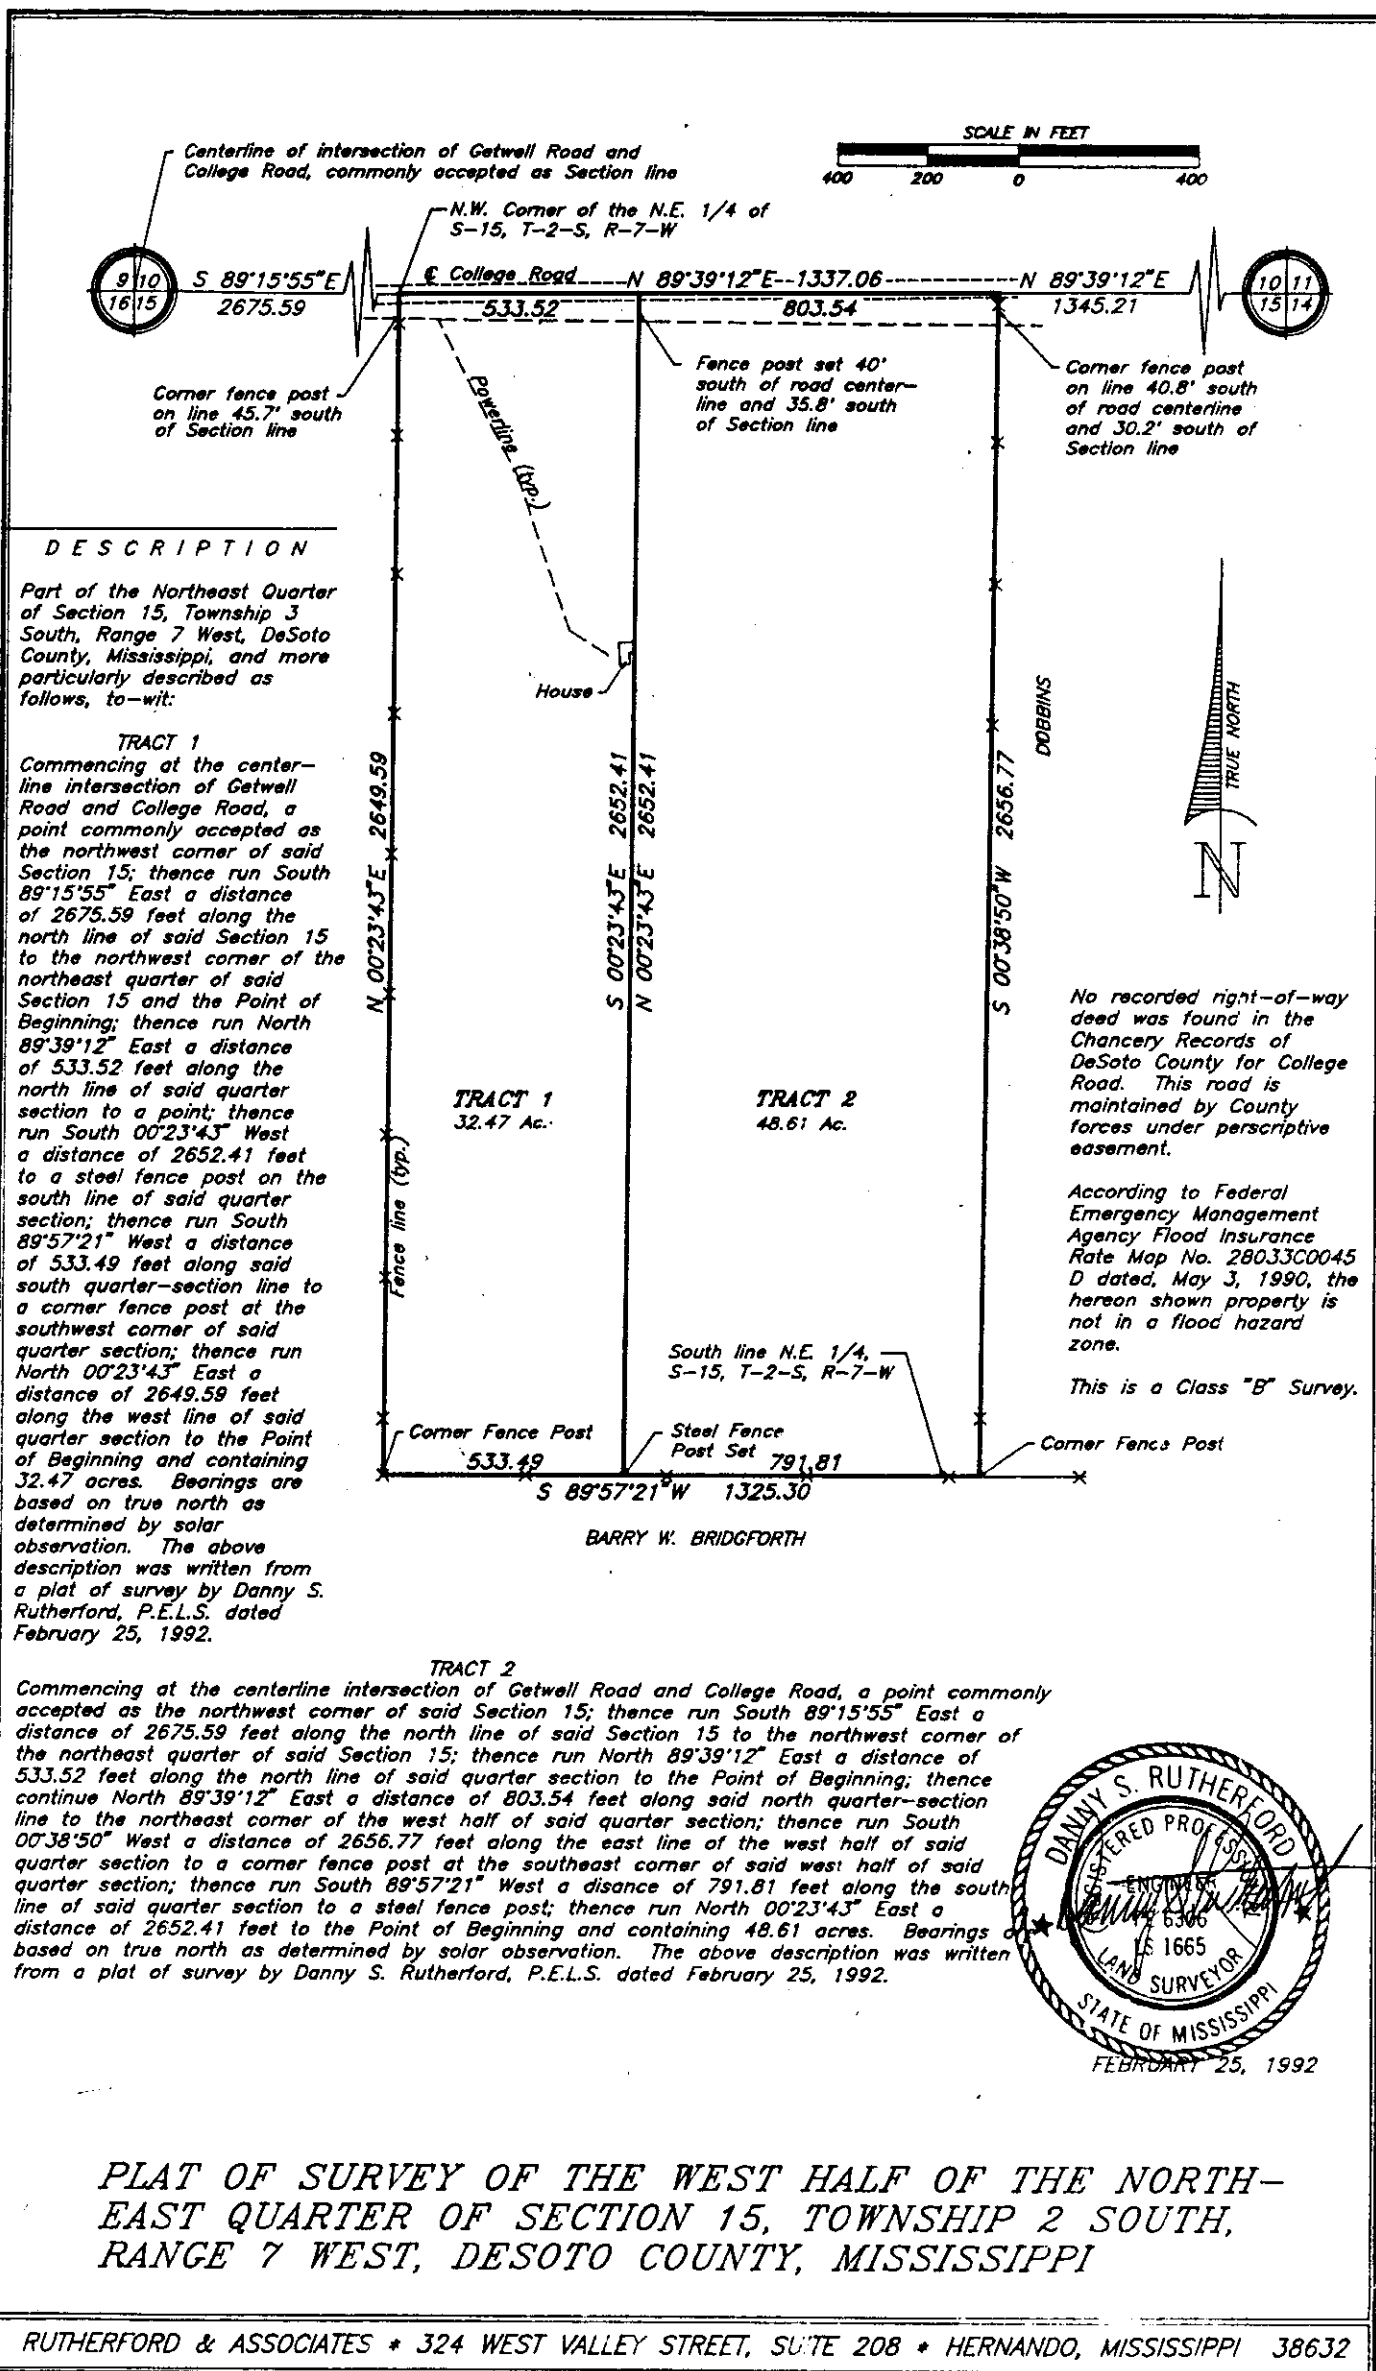 SCALE IN FEET
400 200 0 400
Centerline of intersection of Getwell Road and
College Road, commonly accepted as Section line
N.W. Corner of the N.E. 1/4 of
S-15, T-2-S, R-7-W
9 10
16 15
S 89°15'55"E
2675.59
℄ College Road
N 89°39'12"E--1337.06
533.52
803.54
N 89°39'12"E
1345.21
10 11
15 14
Corner fence post
on line 45.7' south
of Section line
Powerline (typ.)
Fence post set 40'
south of road center-
line and 35.8' south
of Section line
Corner fence post
on line 40.8' south
of road centerline
and 30.2' south of
Section line
House
DOBBINS
TRUE NORTH
N
N 00°23'43"E 2649.59
S 00°23'43"E 2652.41
N 00°23'43"E 2652.41
S 00°38'50"W 2656.77
TRACT 1
32.47 Ac.
TRACT 2
48.61 Ac.
Fence line (typ.)
South line N.E. 1/4,
S-15, T-2-S, R-7-W
Corner Fence Post
533.49
Steel Fence
Post Set
791.81
Corner Fence Post
S 89°57'21"W 1325.30
BARRY W. BRIDGFORTH
No recorded right-of-way
deed was found in the
Chancery Records of
DeSoto County for College
Road. This road is
maintained by County
forces under perscriptive
easement.
According to Federal
Emergency Management
Agency Flood Insurance
Rate Map No. 28033C0045
D dated, May 3, 1990, the
hereon shown property is
not in a flood hazard
zone.
This is a Class "B" Survey.
DESCRIPTION
Part of the Northeast Quarter
of Section 15, Township 3
South, Range 7 West, DeSoto
County, Mississippi, and more
particularly described as
follows, to-wit:
TRACT 1
Commencing at the center-
line intersection of Getwell
Road and College Road, a
point commonly accepted as
the northwest corner of said
Section 15; thence run South
89°15'55" East a distance
of 2675.59 feet along the
north line of said Section 15
to the northwest corner of the
northeast quarter of said
Section 15 and the Point of
Beginning; thence run North
89°39'12" East a distance
of 533.52 feet along the
north line of said quarter
section to a point; thence
run South 00°23'43" West
a distance of 2652.41 feet
to a steel fence post on the
south line of said quarter
section; thence run South
89°57'21" West a distance
of 533.49 feet along said
south quarter-section line to
a corner fence post at the
southwest corner of said
quarter section; thence run
North 00°23'43" East a
distance of 2649.59 feet
along the west line of said
quarter section to the Point
of Beginning and containing
32.47 acres. Bearings are
based on true north as
determined by solar
observation. The above
description was written from
a plat of survey by Danny S.
Rutherford, P.E.L.S. dated
February 25, 1992.
TRACT 2
Commencing at the centerline intersection of Getwell Road and College Road, a point commonly
accepted as the northwest corner of said Section 15; thence run South 89°15'55" East a
distance of 2675.59 feet along the north line of said Section 15 to the northwest corner of
the northeast quarter of said Section 15; thence run North 89°39'12" East a distance of
533.52 feet along the north line of said quarter section to the Point of Beginning; thence
continue North 89°39'12" East a distance of 803.54 feet along said north quarter-section
line to the northeast corner of the west half of said quarter section; thence run South
00°38'50" West a distance of 2656.77 feet along the east line of the west half of said
quarter section to a corner fence post at the southeast corner of said west half of said
quarter section; thence run South 89°57'21" West a disance of 791.81 feet along the south
line of said quarter section to a steel fence post; thence run North 00°23'43" East a
distance of 2652.41 feet to the Point of Beginning and containing 48.61 acres. Bearings
based on true north as determined by solar observation. The above description was written
from a plat of survey by Danny S. Rutherford, P.E.L.S. dated February 25, 1992.
DANNY S. RUTHERFORD
ENGINEER
6306
LS 1665
LAND SURVEYOR
STATE OF MISSISSIPPI
FEBRUARY 25, 1992
PLAT OF SURVEY OF THE WEST HALF OF THE NORTH-
EAST QUARTER OF SECTION 15, TOWNSHIP 2 SOUTH,
RANGE 7 WEST, DESOTO COUNTY, MISSISSIPPI
RUTHERFORD & ASSOCIATES * 324 WEST VALLEY STREET, SUITE 208 * HERNANDO, MISSISSIPPI 38632